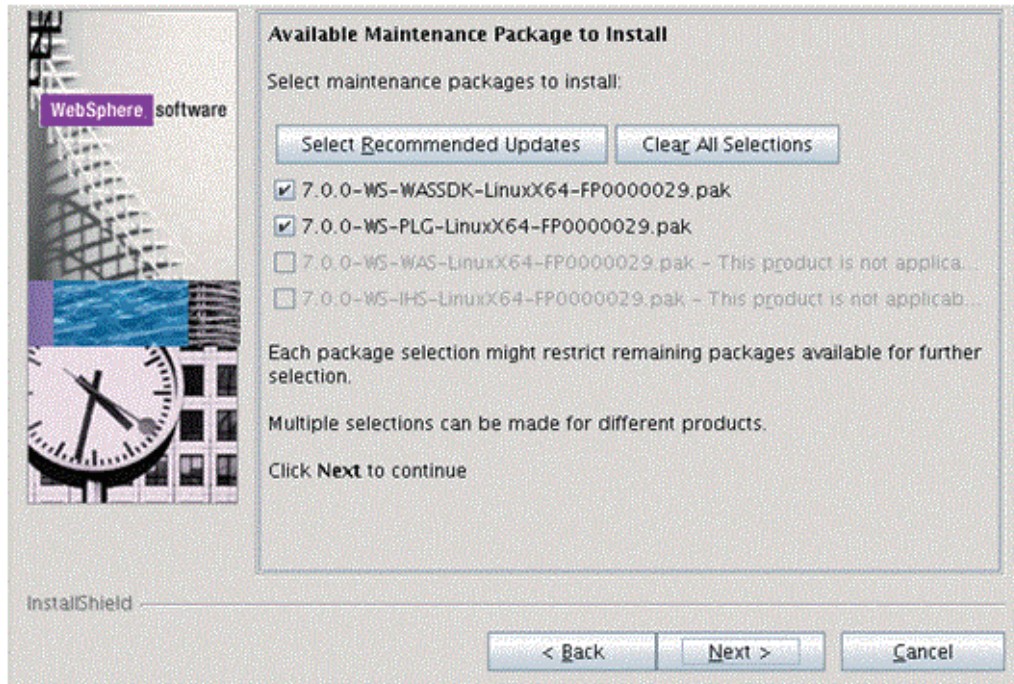 Available Maintenance Package to Install
Select maintenance packages to install:
WebSphere software
Select Recommended Updates
Clear All Selections
7.0.0-WS-WASSDK-LinuxX64-FP0000029.pak
7.0.0-WS-PLG-LinuxX64-FP0000029.pak
7.0.0-WS-WAS-LinuxX64-FP0000029.pak - This product is not applica...
7.0.0-WS-IHS-LinuxX64-FP0000029.pak - This product is not applicab...
Each package selection might restrict remaining packages available for further
selection.
Multiple selections can be made for different products.
Click Next to continue
InstallShield
< Back
Next >
Cancel